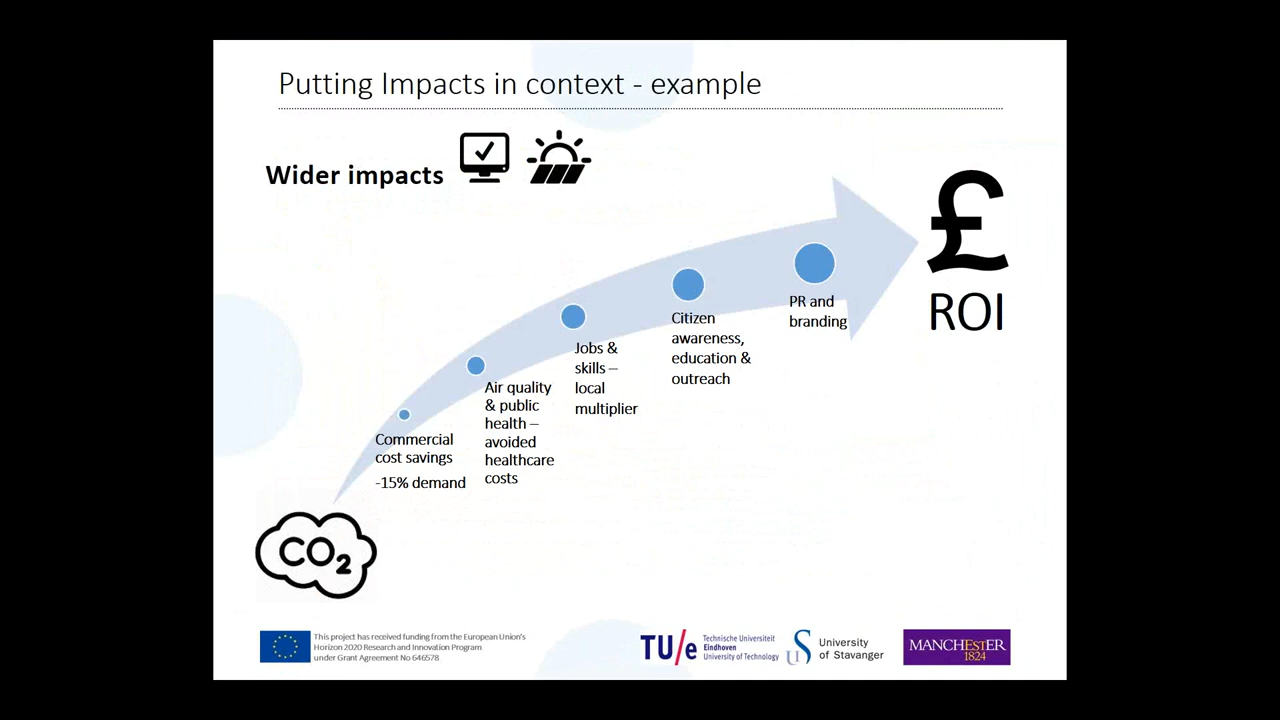 Putting Impacts in context - example
Wider impacts
£
ROI
PR and
branding
Citizen
awareness,
education &
outreach
Jobs &
skills –
local
multiplier
Air quality
& public
health –
avoided
healthcare
costs
Commercial
cost savings
-15% demand
CO2
This project has received funding from the European Union's
Horizon 2020 Research and Innovation Program
under Grant Agreement No 646578
TU/e
Technische Universiteit
Eindhoven
University of Technology
US
University
of Stavanger
MANCHESTER
1824